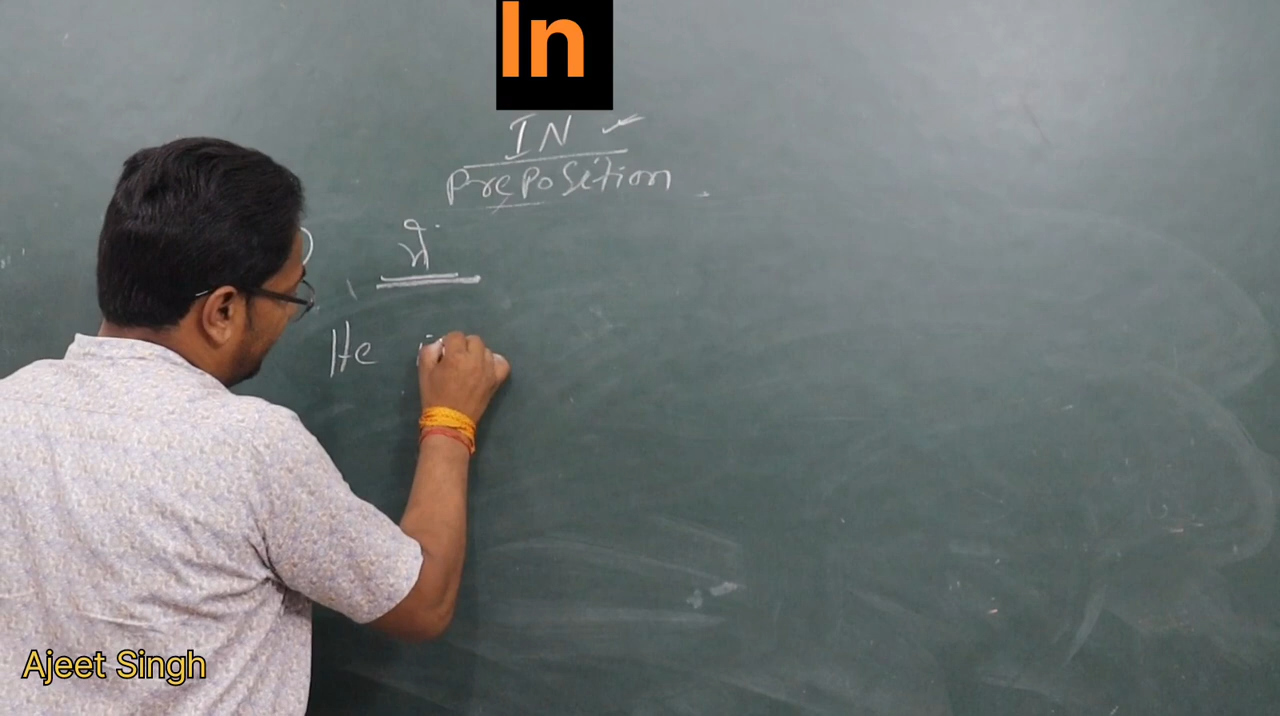 In
IN
Preposition
में
He
Ajeet Singh